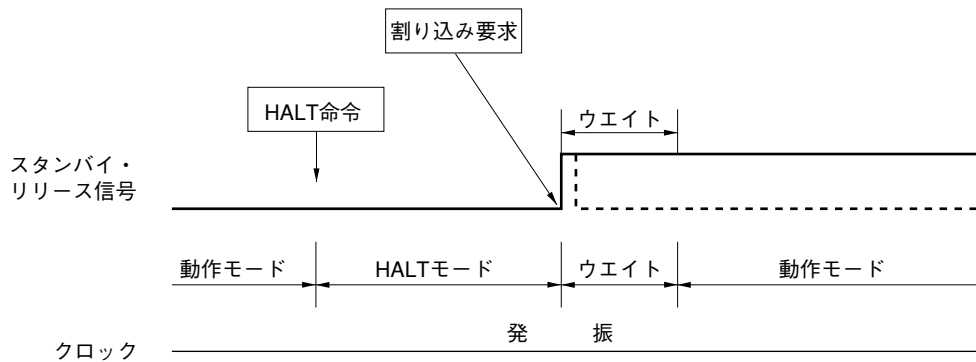 割り込み要求
HALT命令
ウエイト
スタンバイ・
リリース信号
動作モード
HALTモード
ウエイト
動作モード
発 振
クロック